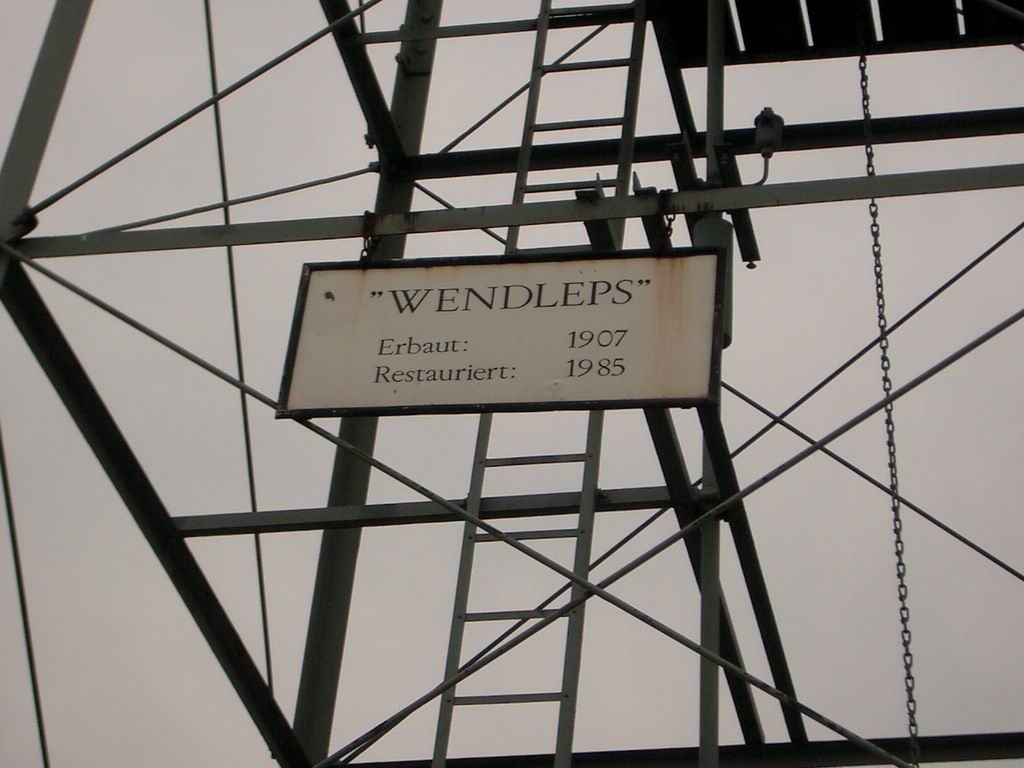 "WENDLEPS"
Erbaut: 1907
Restauriert: 1985